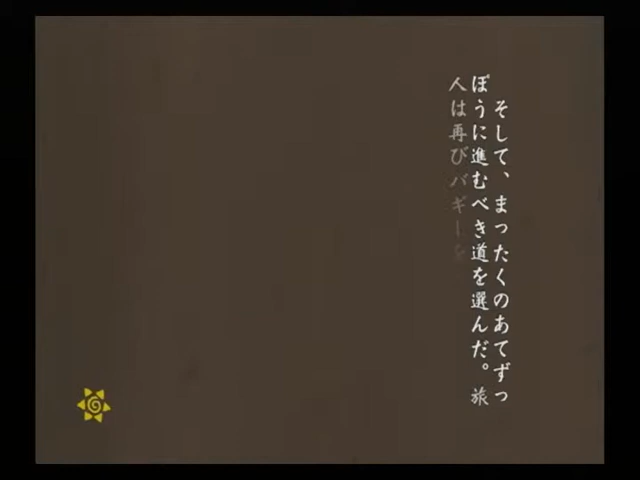 そして、まったくのあてずっ
ぽうに進むべき道を選んだ。旅
人は再びバギーを